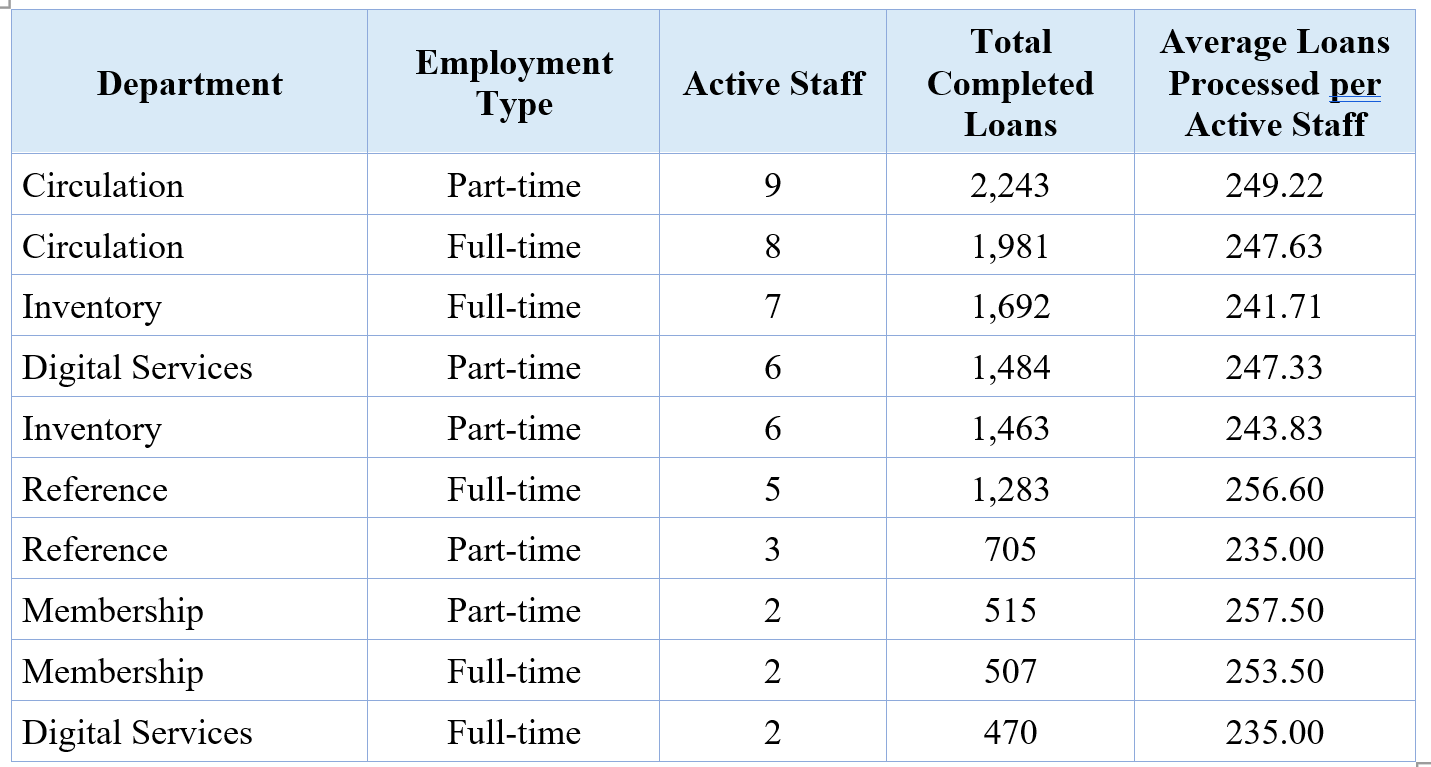 Department Employment Type Active Staff Total Completed Loans Average Loans Processed per Active Staff
Circulation Part-time 9 2,243 249.22
Circulation Full-time 8 1,981 247.63
Inventory Full-time 7 1,692 241.71
Digital Services Part-time 6 1,484 247.33
Inventory Part-time 6 1,463 243.83
Reference Full-time 5 1,283 256.60
Reference Part-time 3 705 235.00
Membership Part-time 2 515 257.50
Membership Full-time 2 507 253.50
Digital Services Full-time 2 470 235.00